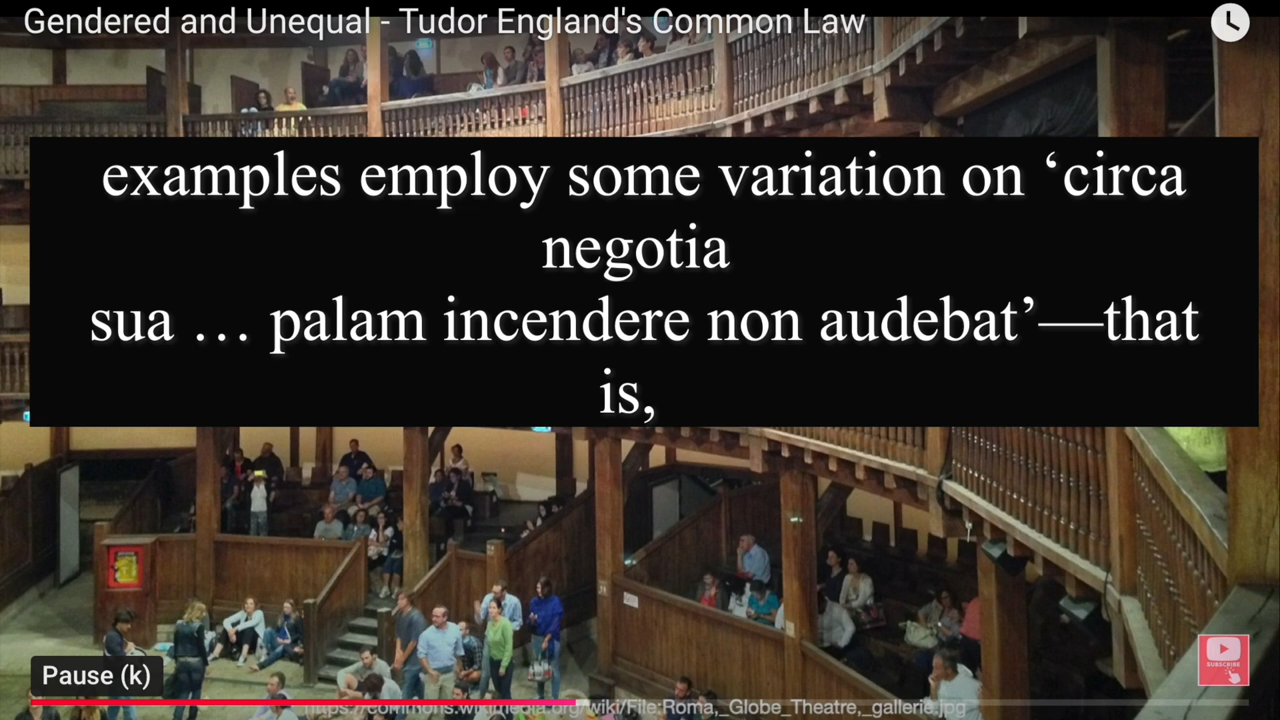 Gendered and Unequal - Tudor England's Common Law
examples employ some variation on ‘circa
negotia
sua … palam incendere non audebat’—that
is,
SUBSCRIBE
Pause (k)
https://commons.wikimedia.org/wiki/File:Roma,_Globe_Theatre,_gallerie.jpg